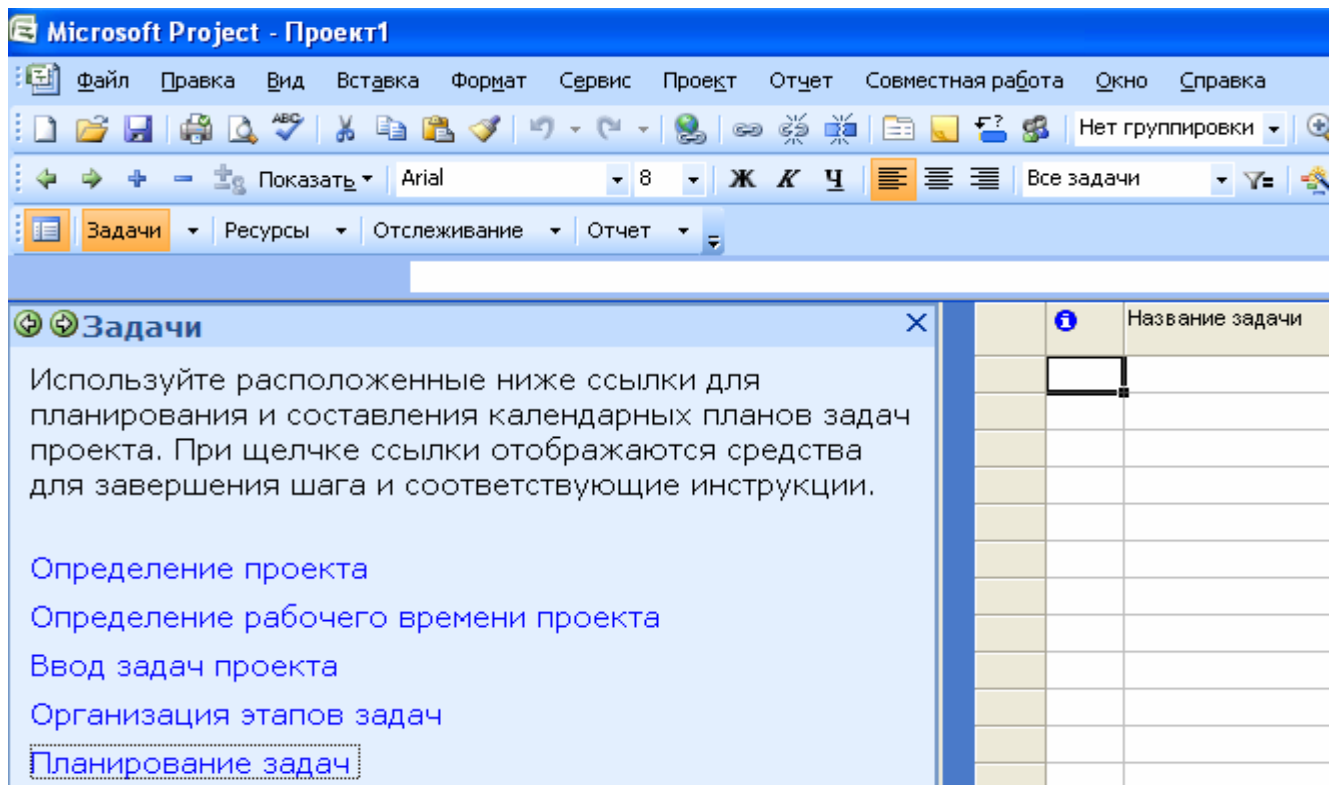 Microsoft Project - Проект1
Файл Правка Вид Вставка Формат Сервис Проект Отчет Совместная работа Окно Справка
ABC Нет группировки
Показать Arial 8 Ж К Ч Все задачи
Задачи Ресурсы Отслеживание Отчет
Задачи
Название задачи
Используйте расположенные ниже ссылки для
планирования и составления календарных планов задач
проекта. При щелчке ссылки отображаются средства
для завершения шага и соответствующие инструкции.
Определение проекта
Определение рабочего времени проекта
Ввод задач проекта
Организация этапов задач
Планирование задач